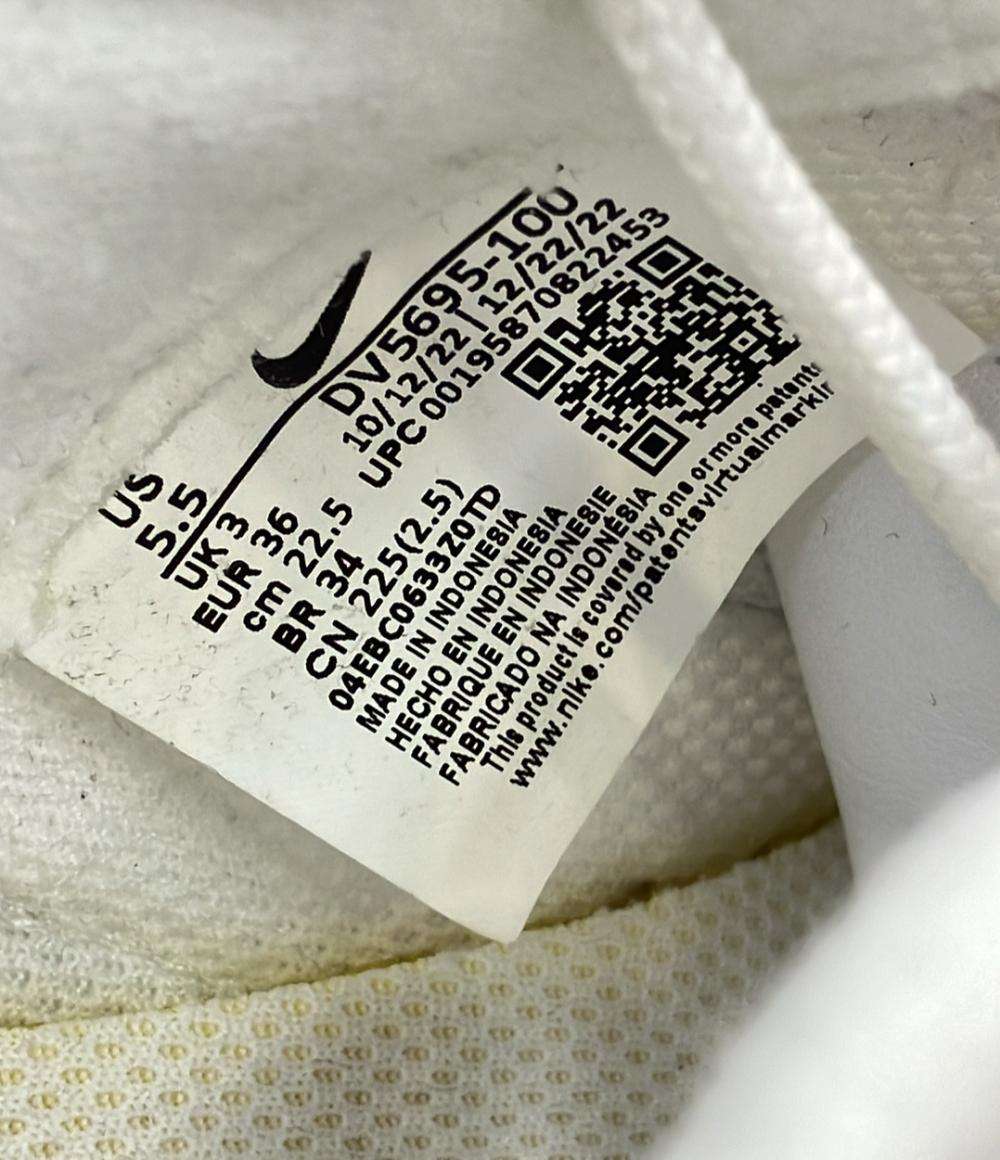 US
5.5
DV5695-100
10/12/22 | 12/22/22
UPC 00195870822453
UK 3
EUR 36
cm 22.5
BR 34
CN 225(2.5)
04EBC0633Z0TD
MADE IN INDONESIA
HECHO EN INDONESIA
FABRIQUE EN INDONESIE
FABRICADO NA INDONÉSIA
This product is covered by one or more patents
www.nike.com/patentsvirtualmarkin